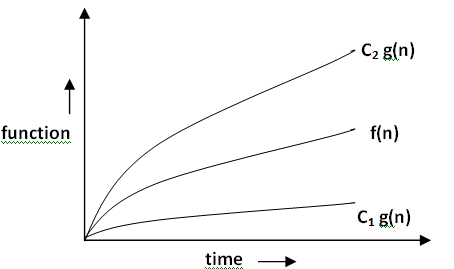 C₂ g(n)
function
f(n)
C₁ g(n)
time